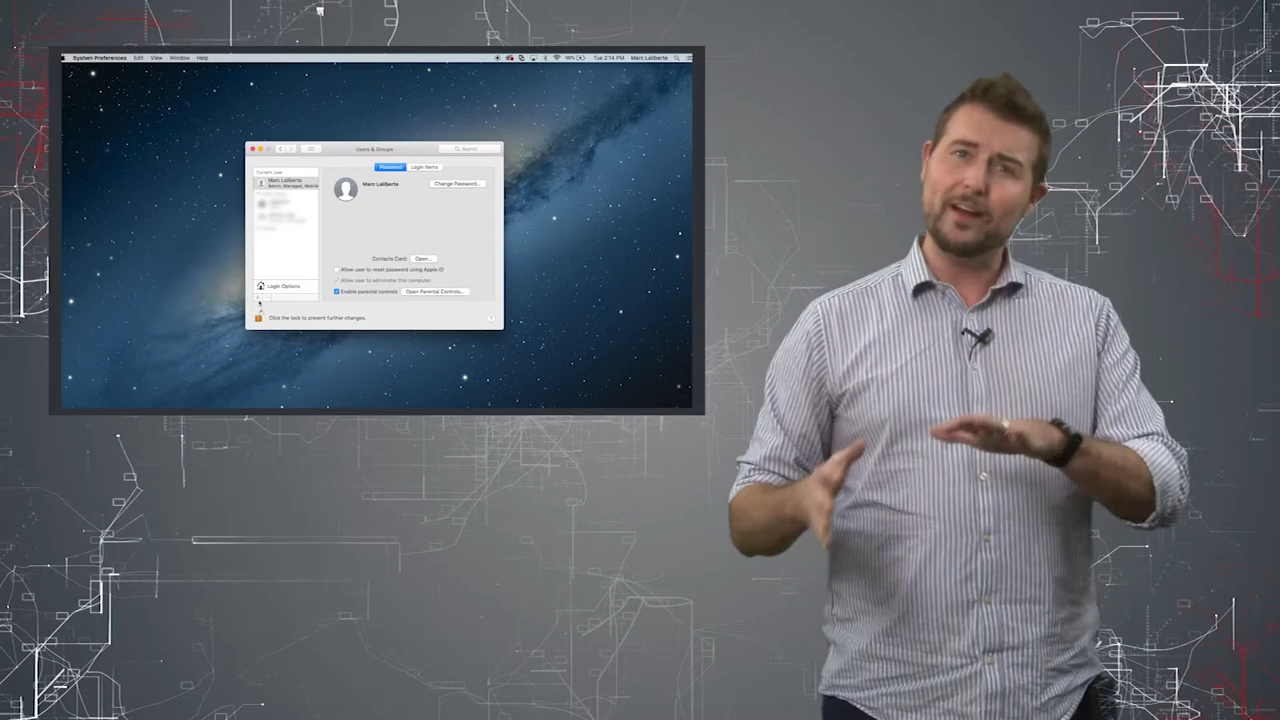 System Preferences Edit View Window Help
98% Tue 2:14 PM Marc Laliberte
Users & Groups
Search
Password Login Items
Current User
Marc Laliberte
Admin, Managed, Mobile
Marc Laliberte
Change Password...
Contacts Card: Open...
Allow user to reset password using Apple ID
Allow user to administer this computer
Enable parental controls Open Parental Controls...
Login Options
+ −
Click the lock to prevent further changes.
?